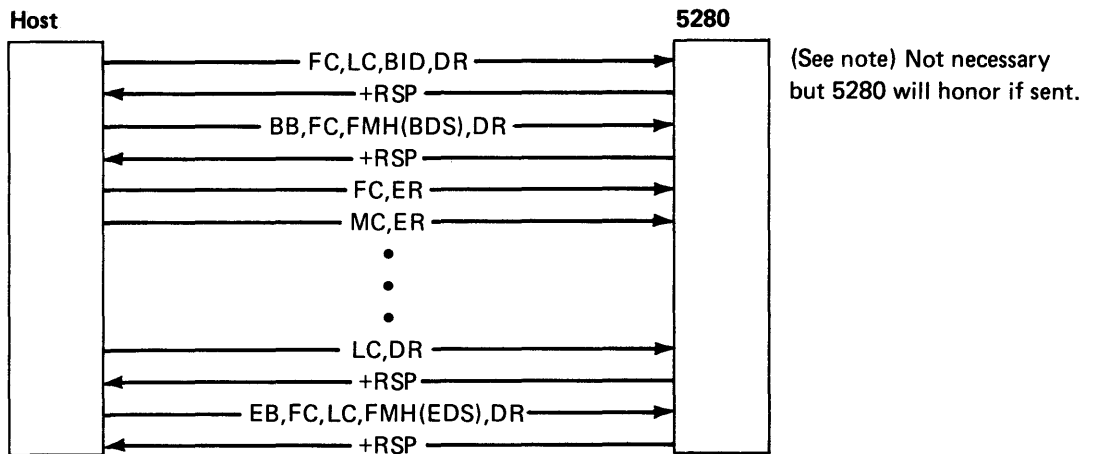 Host
5280
FC,LC,BID,DR
(See note) Not necessary
but 5280 will honor if sent.
+RSP
BB,FC,FMH(BDS),DR
+RSP
FC,ER
MC,ER
LC,DR
+RSP
EB,FC,LC,FMH(EDS),DR
+RSP